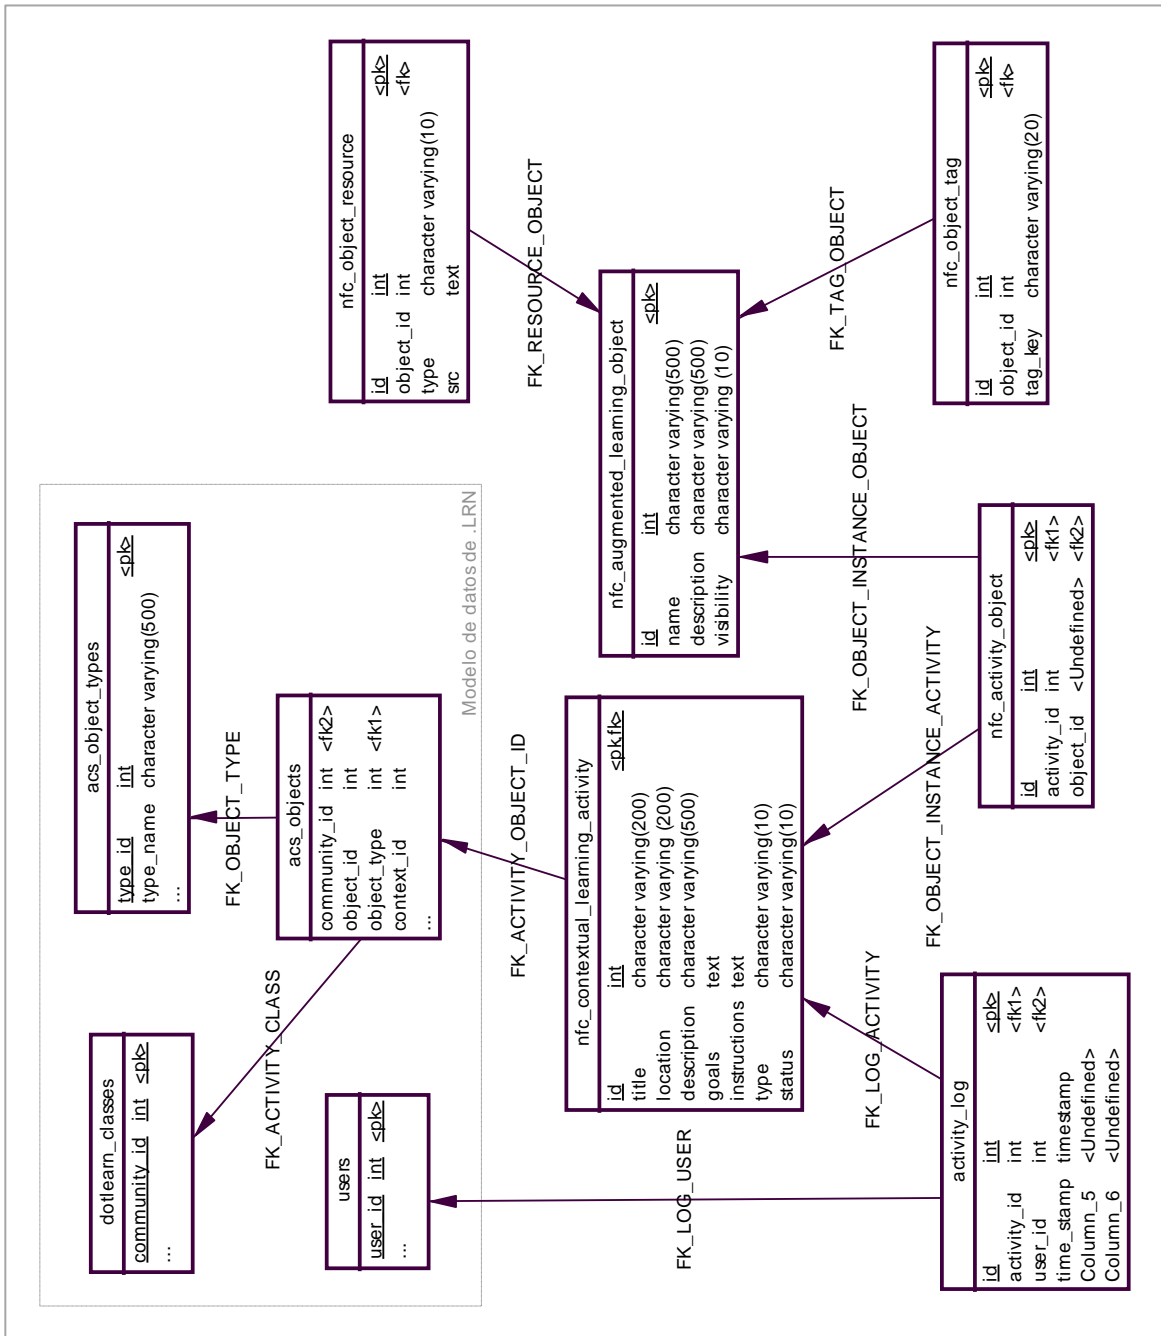 dotlearn_classes
community_id int <pk>
...
acs_object_types
type_id int <pk>
type_name character varying(500)
...
FK_ACTIVITY_CLASS
FK_OBJECT_TYPE
users
user_id int <pk>
...
acs_objects
community_id int <fk2>
object_id int
object_type int <fk1>
context_id int
...
Modelo de datos de .LRN
nfc_object_resource
id int <pk>
object_id int <fk>
type character varying(10)
src text
FK_ACTIVITY_OBJECT_ID
FK_RESOURCE_OBJECT
FK_LOG_USER
nfc_contextual_learning_activity
id int <pk,fk>
title character varying(200)
location character varying (200)
description character varying(500)
goals text
instructions text
type character varying(10)
status character varying(10)
nfc_augmented_learning_object
id int <pk>
name character varying(500)
description character varying(500)
visibility character varying (10)
FK_LOG_ACTIVITY
FK_OBJECT_INSTANCE_ACTIVITY
FK_OBJECT_INSTANCE_OBJECT
FK_TAG_OBJECT
activity_log
id int <pk>
activity_id int <fk1>
user_id int <fk2>
time_stamp timestamp
Column_5 <Undefined>
Column_6 <Undefined>
nfc_activity_object
id int <pk>
activity_id int <fk1>
object_id <Undefined> <fk2>
nfc_object_tag
id int <pk>
object_id int <fk>
tag_key character varying(20)